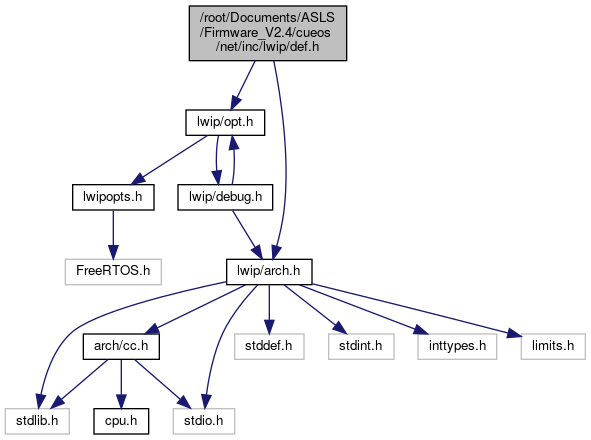 /root/Documents/ASLS
/Firmware_V2.4/cueos
/net/inc/lwip/def.h
lwip/opt.h
lwipopts.h
lwip/debug.h
FreeRTOS.h
lwip/arch.h
arch/cc.h
stddef.h
stdint.h
inttypes.h
limits.h
stdlib.h
cpu.h
stdio.h